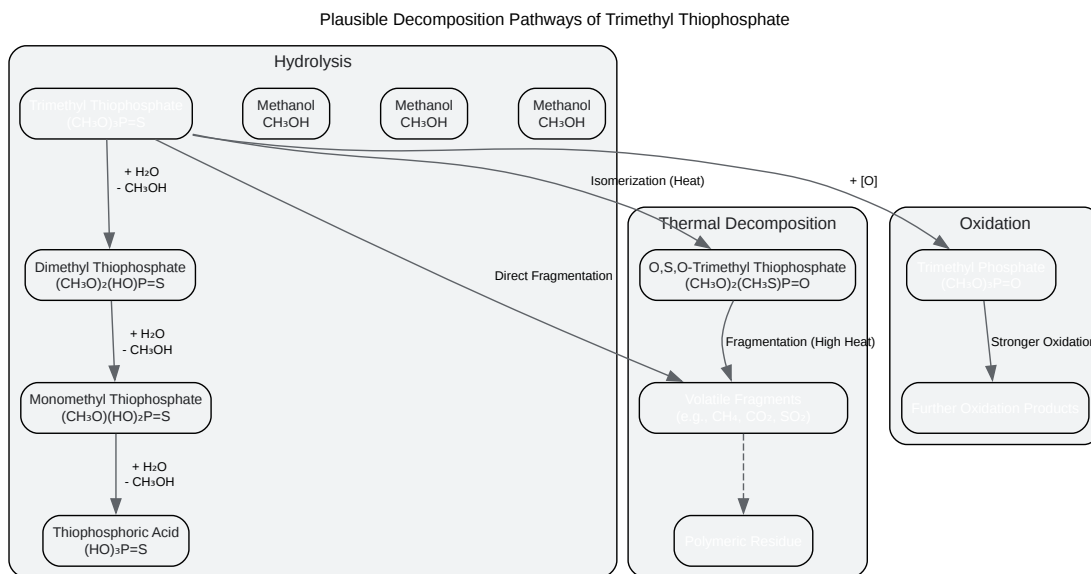 Plausible Decomposition Pathways of Trimethyl Thiophosphate
Hydrolysis
Trimethyl Thiophosphate
(CH₃O)₃P=S
Methanol
CH₃OH
Methanol
CH₃OH
Methanol
CH₃OH
+ H₂O
- CH₃OH
Isomerization (Heat)
+ [O]
Thermal Decomposition
Oxidation
Dimethyl Thiophosphate
(CH₃O)₂(HO)P=S
Direct Fragmentation
O,S,O-Trimethyl Thiophosphate
(CH₃O)₂(CH₃S)P=O
Trimethyl Phosphate
(CH₃O)₃P=O
+ H₂O
- CH₃OH
Fragmentation (High Heat)
Stronger Oxidation
Monomethyl Thiophosphate
(CH₃O)(HO)₂P=S
Volatile Fragments
(e.g., CH₄, CO₂, SO₂)
Further Oxidation Products
+ H₂O
- CH₃OH
Thiophosphoric Acid
(HO)₃P=S
Polymeric Residue